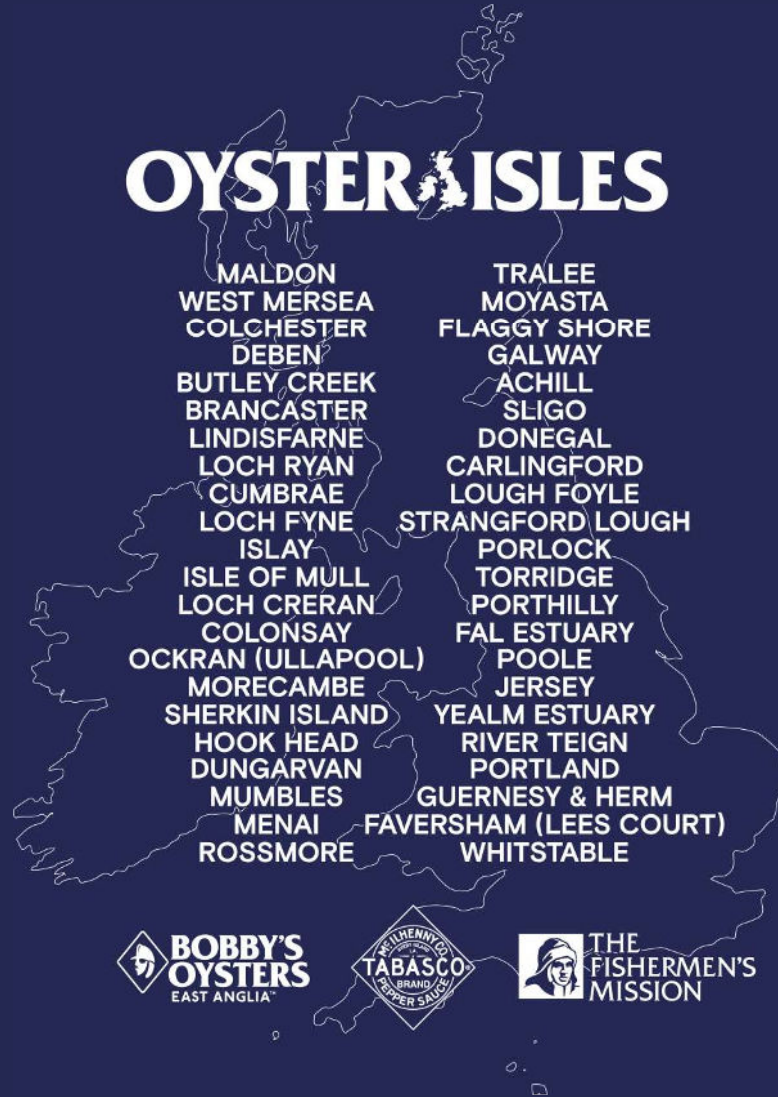 OYSTER ISLES
MALDON
WEST MERSEA
COLCHESTER
DEBEN
BUTLEY CREEK
BRANCASTER
LINDISFARNE
LOCH RYAN
CUMBRAE
LOCH FYNE
ISLAY
ISLE OF MULL
LOCH CRERAN
COLONSAY
OCKRAN (ULLAPOOL)
MORECAMBE
SHERKIN ISLAND
HOOK HEAD
DUNGARVAN
MUMBLES
MENAI
ROSSMORE
TRALEE
MOYASTA
FLAGGY SHORE
GALWAY
ACHILL
SLIGO
DONEGAL
CARLINGFORD
LOUGH FOYLE
STRANGFORD LOUGH
PORLOCK
TORRIDGE
PORTHILLY
FAL ESTUARY
POOLE
JERSEY
YEALM ESTUARY
RIVER TEIGN
PORTLAND
GUERNESY & HERM
FAVERSHAM (LEES COURT)
WHITSTABLE
BOBBY'S
OYSTERS
EAST ANGLIA™
McILHENNY CO
TABASCO®
BRAND
PEPPER SAUCE
THE
FISHERMEN'S
MISSION